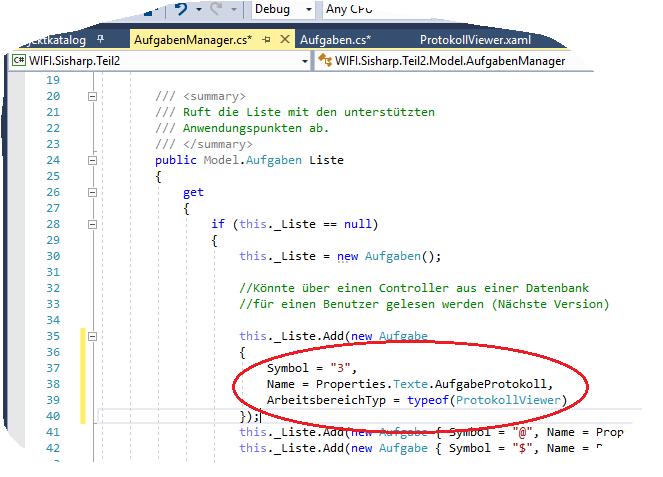 Debug Any CPU
ektkatalog AufgabenManager.cs* Aufgaben.cs* ProtokollViewer.xaml
C# WIFI.Sisharp.Teil2 WIFI.Sisharp.Teil2.Model.AufgabenManager
19
20 /// <summary>
21 /// Ruft die Liste mit den unterstützten
22 /// Anwendungspunkten ab.
23 /// </summary>
24 public Model.Aufgaben Liste
25 {
26 get
27 {
28 if (this._Liste == null)
29 {
30 this._Liste = new Aufgaben();
31
32 //Könnte über einen Controller aus einer Datenbank
33 //für einen Benutzer gelesen werden (Nächste Version)
34
35 this._Liste.Add(new Aufgabe
36 {
37 Symbol = "3",
38 Name = Properties.Texte.AufgabeProtokoll,
39 ArbeitsbereichTyp = typeof(ProtokollViewer)
40 });
41 this._Liste.Add(new Aufgabe { Symbol = "@", Name = Prop
42 this._Liste.Add(new Aufgabe { Symbol = "$", Name =